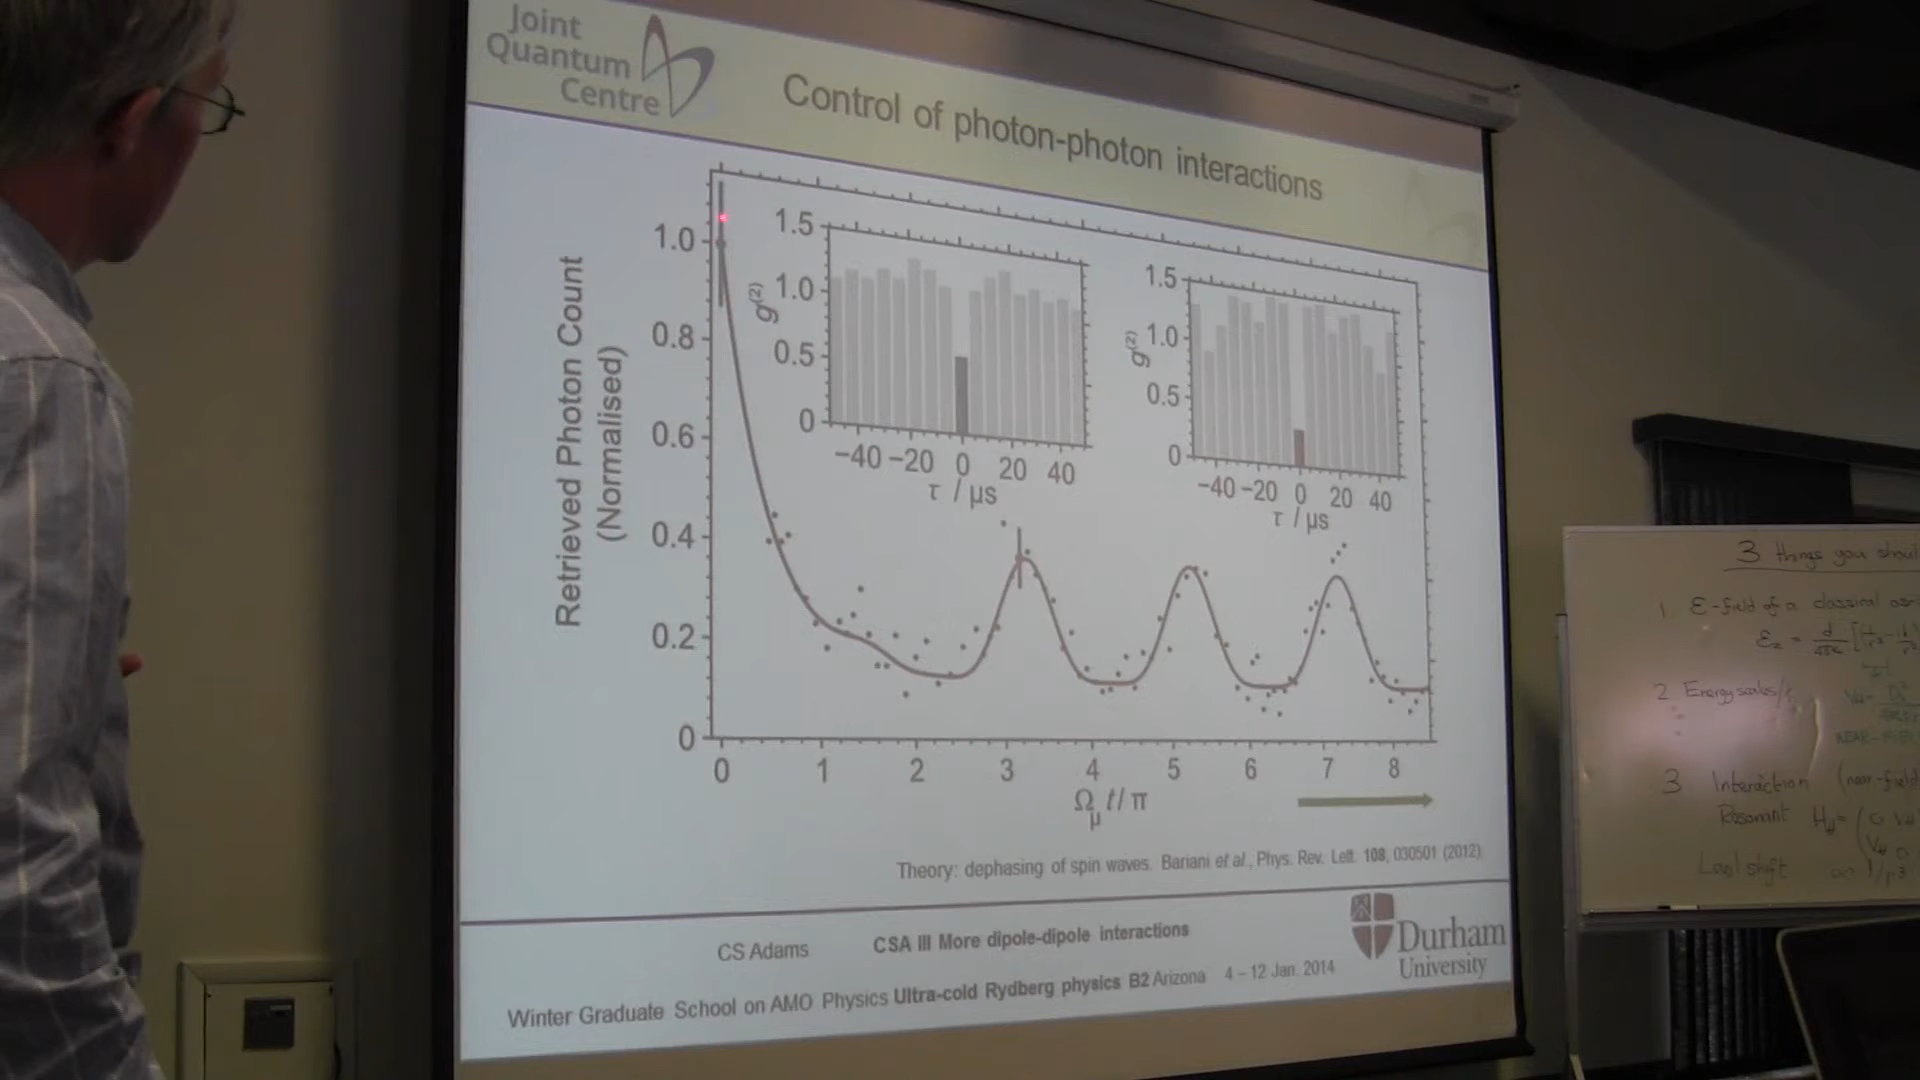 Joint
Quantum
Centre
Control of photon-photon interactions
Retrieved Photon Count
(Normalised)
1.0
0.8
0.6
0.4
0.2
0
g(2)
1.5
1.0
0.5
0
−40 −20 0 20 40
τ / μs
g(2)
1.5
1.0
0.5
0
−40 −20 0 20 40
τ / μs
0 1 2 3 4 5 6 7 8
Ωμ t / π
Theory: dephasing of spin waves. Bariani et al., Phys. Rev. Lett. 108, 030501 (2012)
CS Adams
CSA III More dipole-dipole interactions
Durham
University
Winter Graduate School on AMO Physics Ultra-cold Rydberg physics B2 Arizona 4 – 12 Jan. 2014
3 things you
1. E-field of a classical
2 Energy scales
3 Interaction (near-field
Resonant